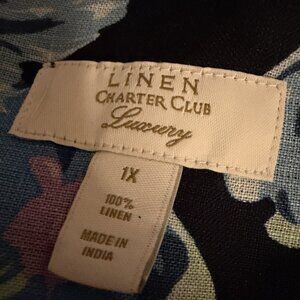 LINEN
CHARTER CLUB
Luxury
1X
100%
LINEN
MADE IN
INDIA